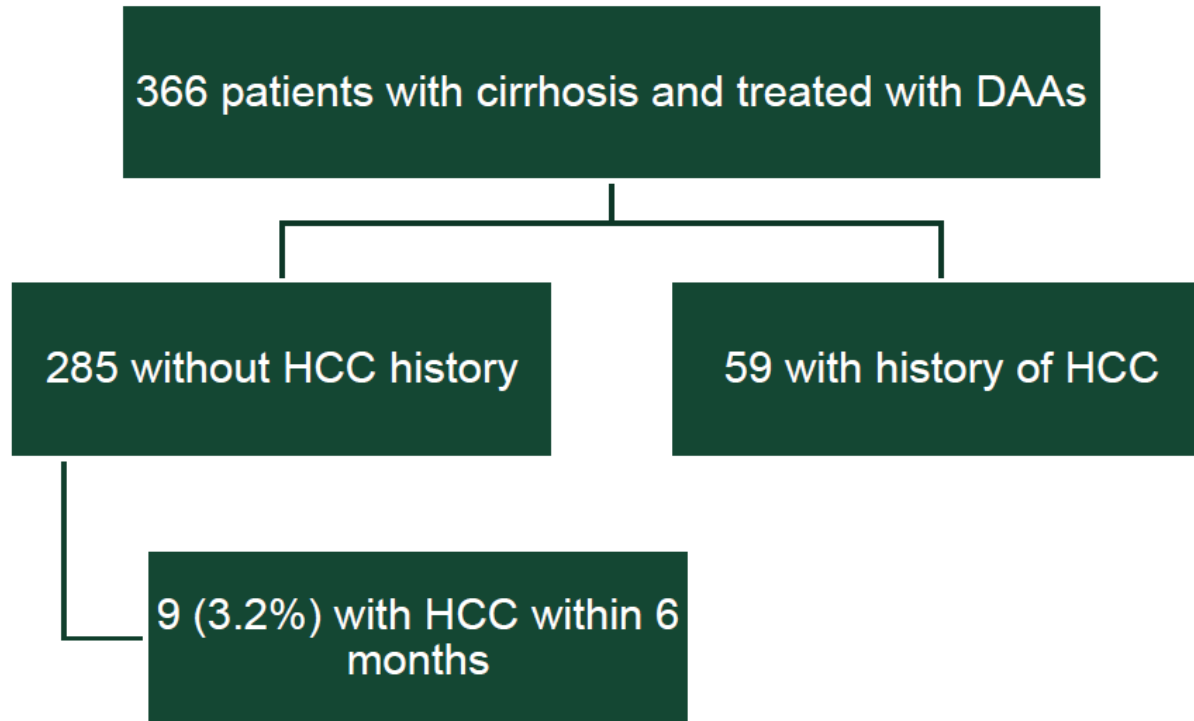 366 patients with cirrhosis and treated with DAAs
285 without HCC history
59 with history of HCC
9 (3.2%) with HCC within 6
months